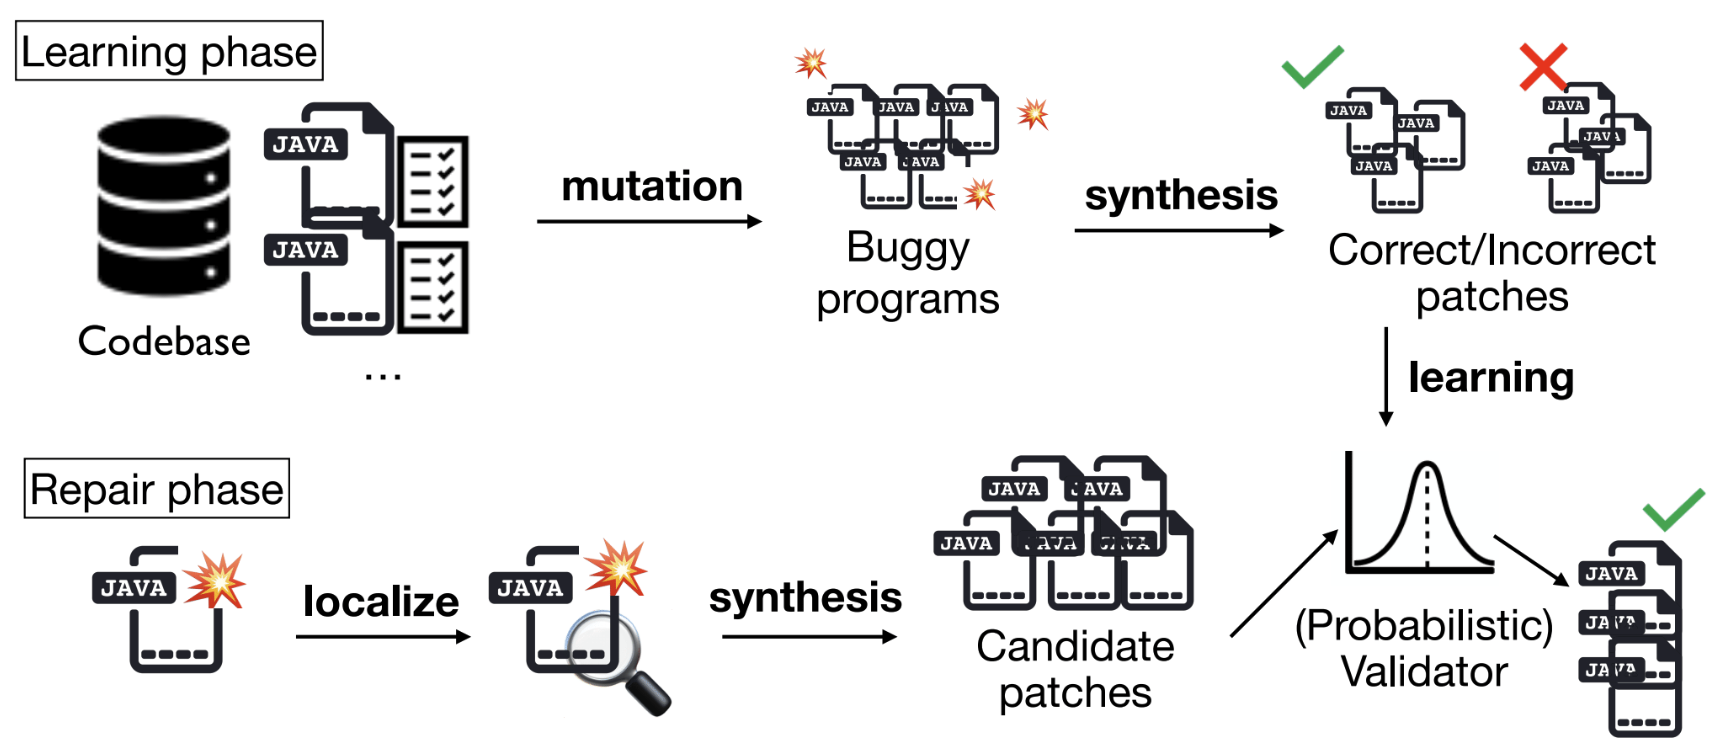 Learning phase
JAVA
JAVA
Codebase
...
mutation
JAVA JAVA JAVA
JAVA JAVA
Buggy
programs
synthesis
JAVA
JAVA
JAVA
JAVA
JAVA
JAVA
Correct/Incorrect
patches
learning
Repair phase
JAVA
localize
JAVA
synthesis
JAVA JAVA
JAVA JAVA JAVA
Candidate
patches
(Probabilistic)
Validator
JAVA
JAVA
JAVA